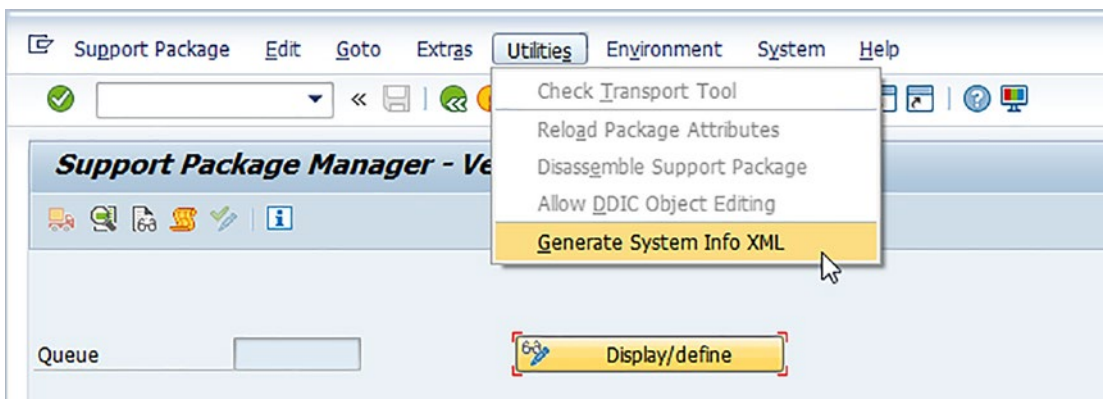 Support Package Edit Goto Extras Utilities Environment System Help
Check Transport Tool
Reload Package Attributes
Support Package Manager - Ve
Disassemble Support Package
Allow DDIC Object Editing
Generate System Info XML
Queue Display/define